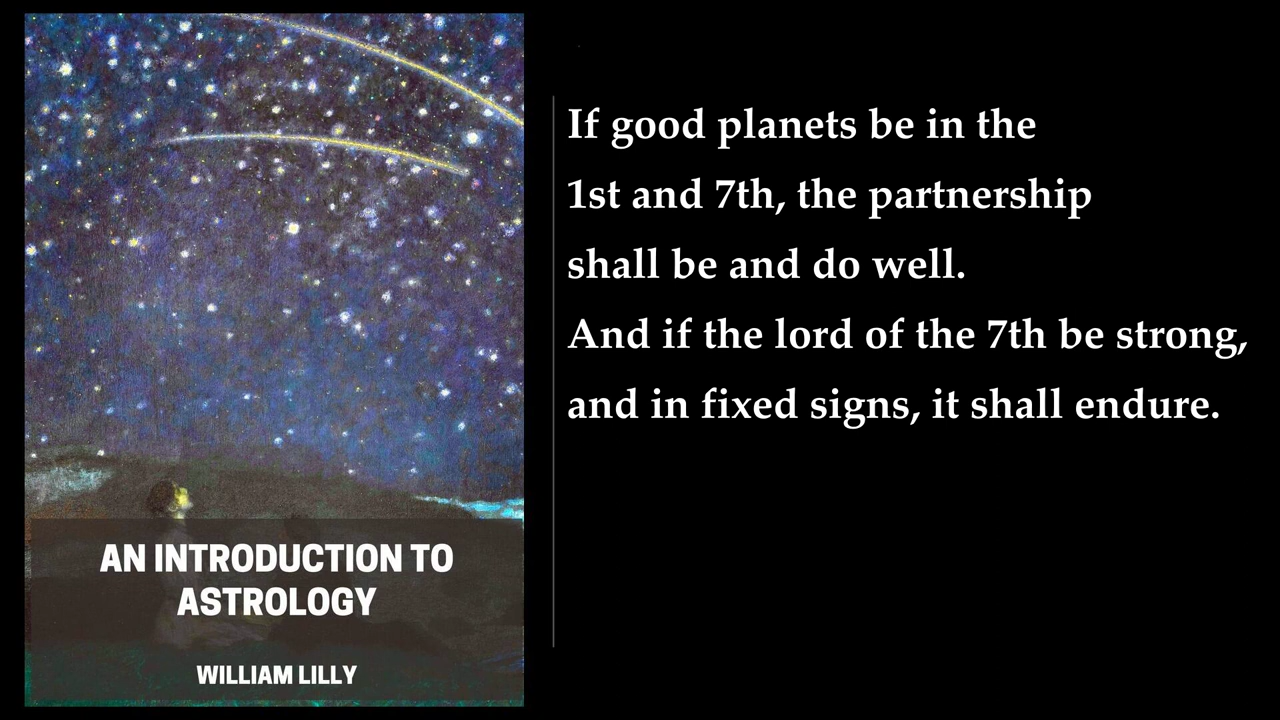 If good planets be in the
1st and 7th, the partnership
shall be and do well.
And if the lord of the 7th be strong,
and in fixed signs, it shall endure.
AN INTRODUCTION TO
ASTROLOGY
WILLIAM LILLY